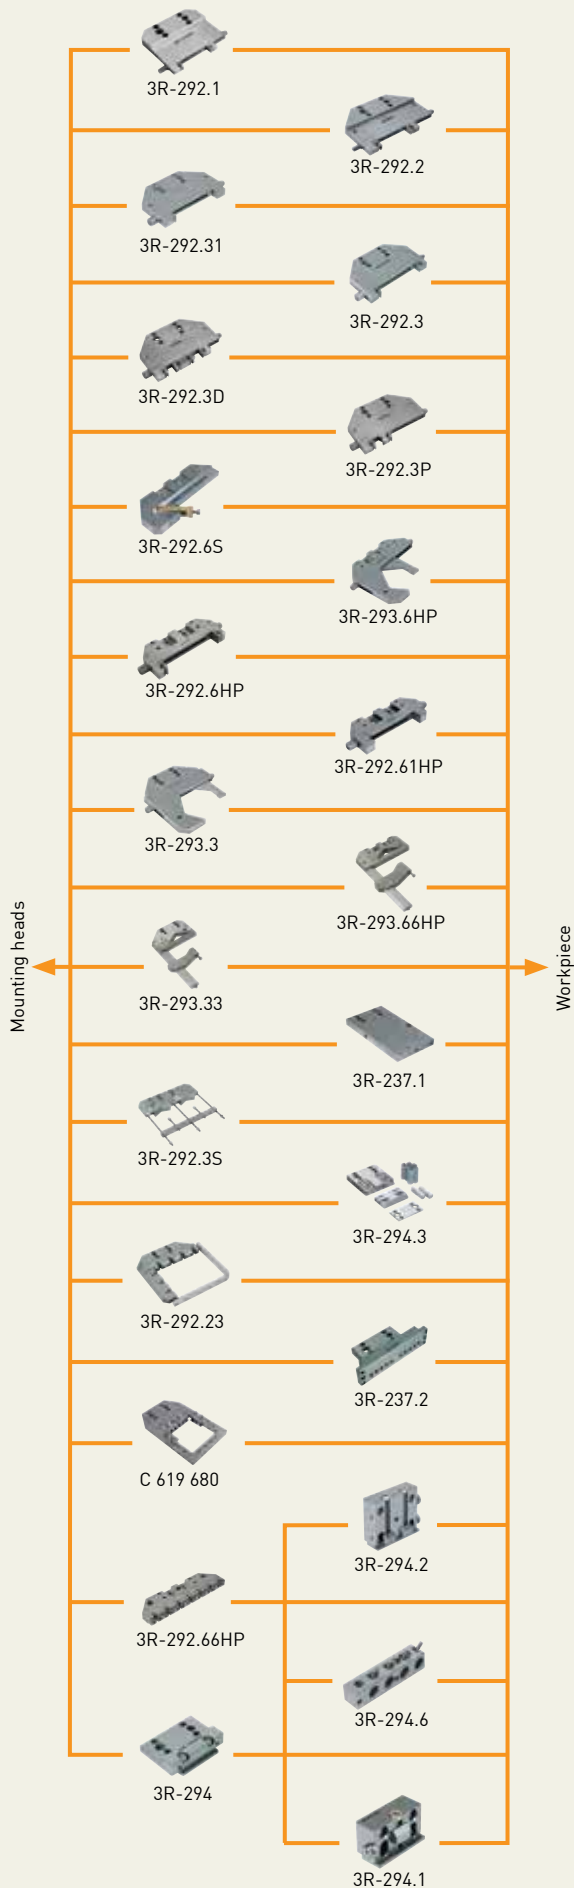 3R-292.1
3R-292.2
3R-292.31
3R-292.3
3R-292.3D
3R-292.3P
3R-292.6S
3R-293.6HP
3R-292.6HP
3R-292.61HP
3R-293.3
3R-293.66HP
Mounting heads
Workpiece
3R-293.33
3R-237.1
3R-292.3S
3R-294.3
3R-292.23
3R-237.2
C 619 680
3R-294.2
3R-292.66HP
3R-294.6
3R-294
3R-294.1